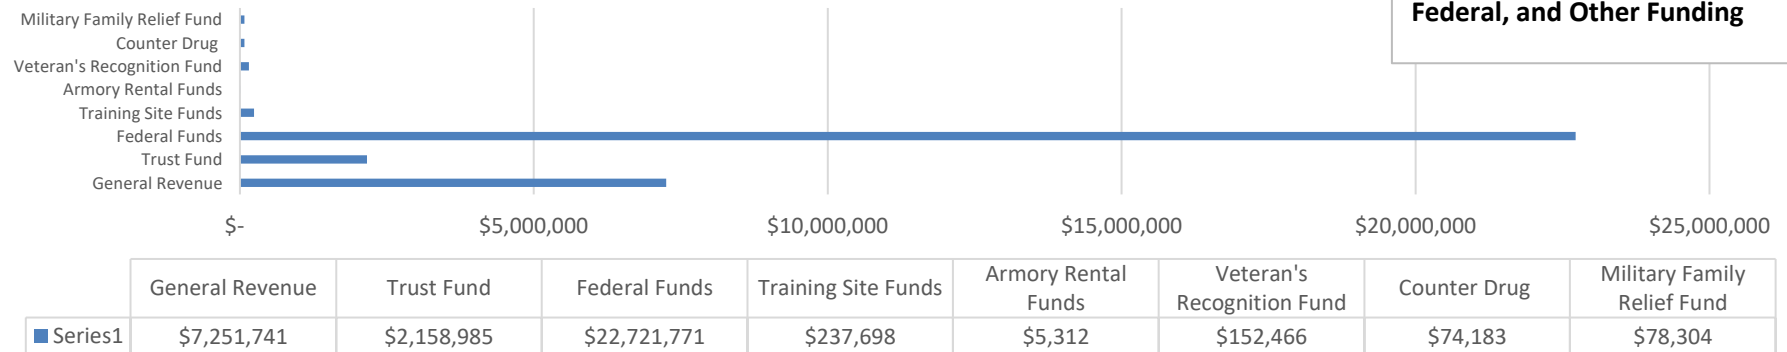 Federal, and Other Funding
Military Family Relief Fund
Counter Drug
Veteran's Recognition Fund
Armory Rental Funds
Training Site Funds
Federal Funds
Trust Fund
General Revenue
$- $5,000,000 $10,000,000 $15,000,000 $20,000,000 $25,000,000
General Revenue Trust Fund Federal Funds Training Site Funds Armory Rental Funds Veteran's Recognition Fund Counter Drug Military Family Relief Fund
Series1 $7,251,741 $2,158,985 $22,721,771 $237,698 $5,312 $152,466 $74,183 $78,304